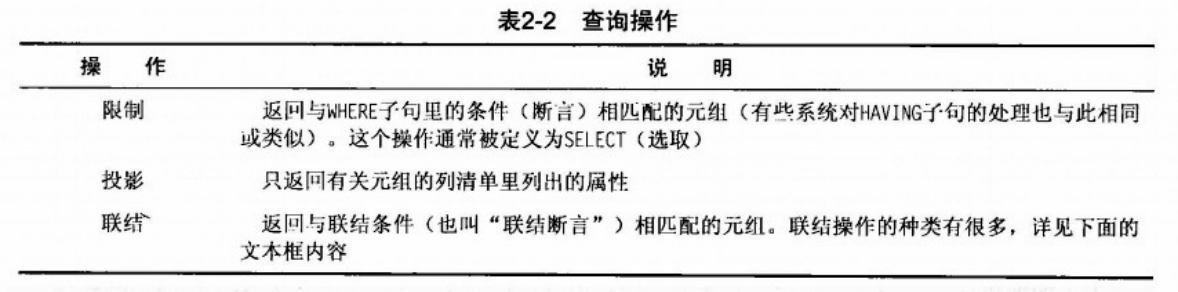 表2-2 查询操作
操 作 说 明
限制 返回与WHERE子句里的条件（断言）相匹配的元组（有些系统对HAVING子句的处理也与此相同
或类似）。这个操作通常被定义为SELECT（选取）
投影 只返回有关元组的列清单里列出的属性
联结 返回与联结条件（也叫“联结断言”）相匹配的元组。联结操作的种类有很多，详见下面的
文本框内容